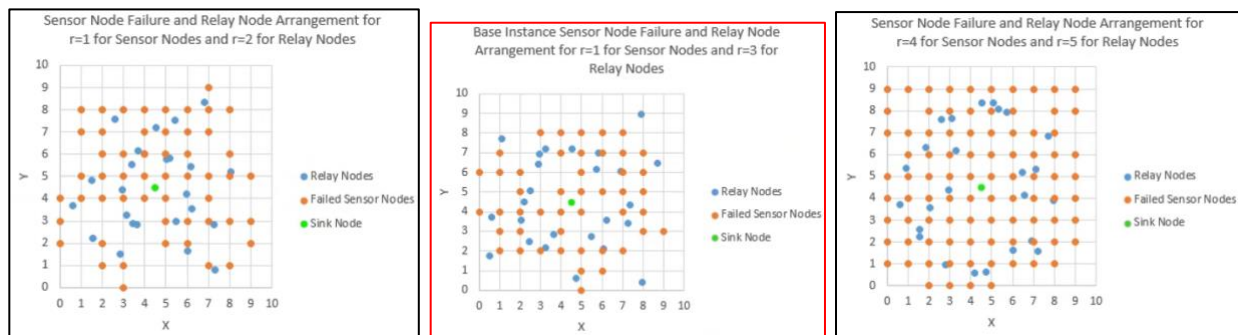 Sensor Node Failure and Relay Node Arrangement for
r=1 for Sensor Nodes and r=2 for Relay Nodes
10
9
8
7
6
5
4
3
2
1
0
Y
0 1 2 3 4 5 6 7 8 9 10
X
Relay Nodes
Failed Sensor Nodes
Sink Node
Base Instance Sensor Node Failure and Relay Node
Arrangement for r=1 for Sensor Nodes and r=3 for
Relay Nodes
10
9
8
7
6
5
4
3
2
1
0
Y
0 1 2 3 4 5 6 7 8 9 10
X
Relay Nodes
Failed Sensor Nodes
Sink Node
Sensor Node Failure and Relay Node Arrangement for
r=4 for Sensor Nodes and r=5 for Relay Nodes
10
9
8
7
6
5
4
3
2
1
0
Y
0 1 2 3 4 5 6 7 8 9 10
X
Relay Nodes
Failed Sensor Nodes
Sink Node